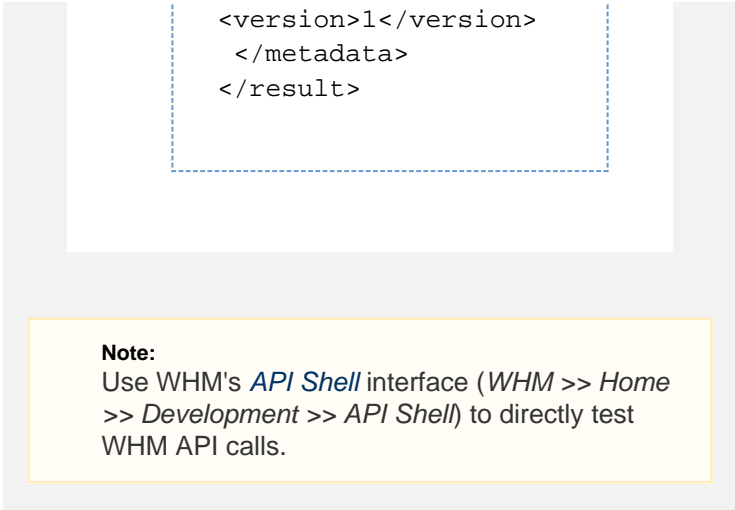 <version>1</version>
</metadata>
</result>
Note:
Use WHM's API Shell interface (WHM >> Home
>> Development >> API Shell) to directly test
WHM API calls.